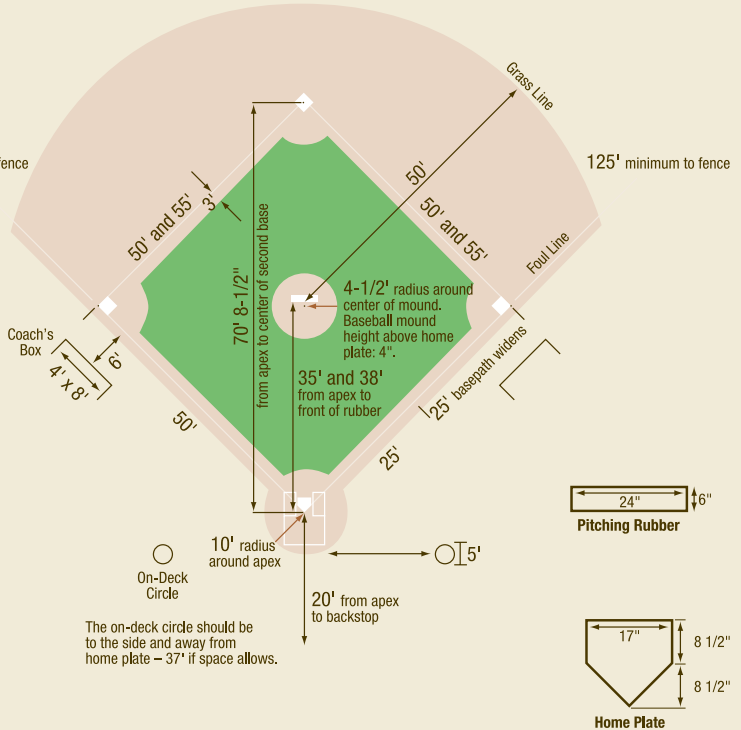 Grass Line
fence
125' minimum to fence
50'
50' and 55'
3'
50' and 55'
Foul Line
70' 8-1/2"
from apex to center of second base
4-1/2' radius around
center of mound.
Baseball mound
height above home
plate: 4".
Coach's
Box
4' x 8'
6'
35' and 38'
from apex to
front of rubber
25' basepath widens
50'
25'
24"
6"
Pitching Rubber
10' radius
around apex
5'
On-Deck
Circle
20' from apex
to backstop
The on-deck circle should be
to the side and away from
home plate – 37' if space allows.
17"
8 1/2"
8 1/2"
Home Plate